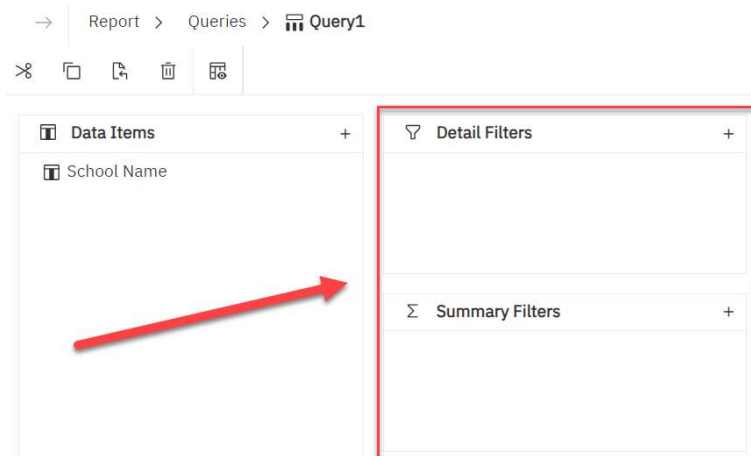 Report > Queries > Query1
Data Items +
School Name
Detail Filters +
Summary Filters +